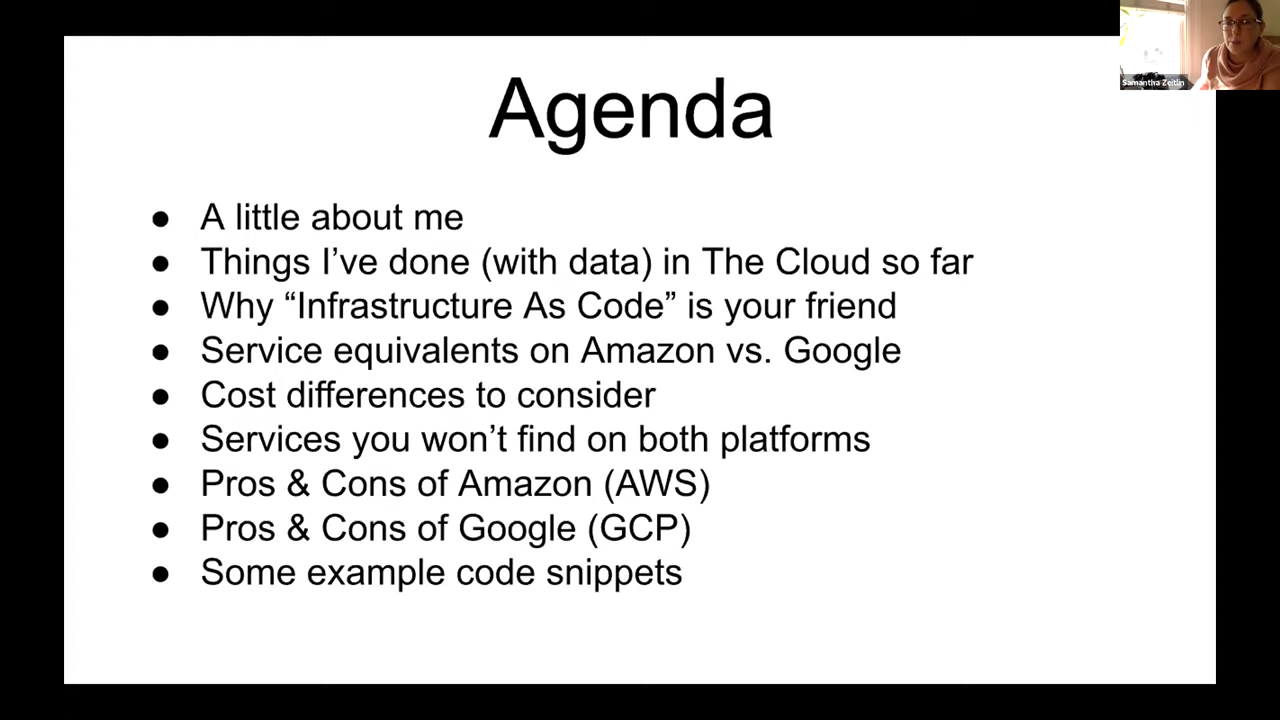 Agenda
● A little about me
● Things I’ve done (with data) in The Cloud so far
● Why “Infrastructure As Code” is your friend
● Service equivalents on Amazon vs. Google
● Cost differences to consider
● Services you won’t find on both platforms
● Pros & Cons of Amazon (AWS)
● Pros & Cons of Google (GCP)
● Some example code snippets
Samantha Zeitlin